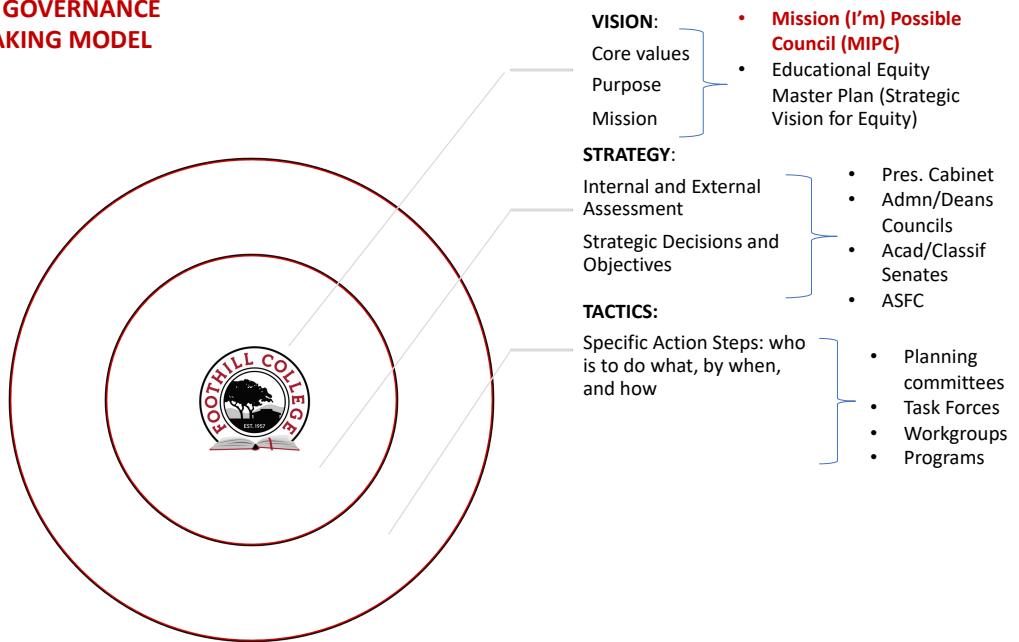 GOVERNANCE
AKING MODEL
VISION:
Core values
Purpose
Mission
• Mission (I’m) Possible
Council (MIPC)
• Educational Equity
Master Plan (Strategic
Vision for Equity)
STRATEGY:
Internal and External
Assessment
Strategic Decisions and
Objectives
• Pres. Cabinet
• Admn/Deans
Councils
• Acad/Classif
Senates
• ASFC
TACTICS:
Specific Action Steps: who
is to do what, by when,
and how
• Planning
committees
• Task Forces
• Workgroups
• Programs
FOOTHILL COLLEGE
EST. 1957